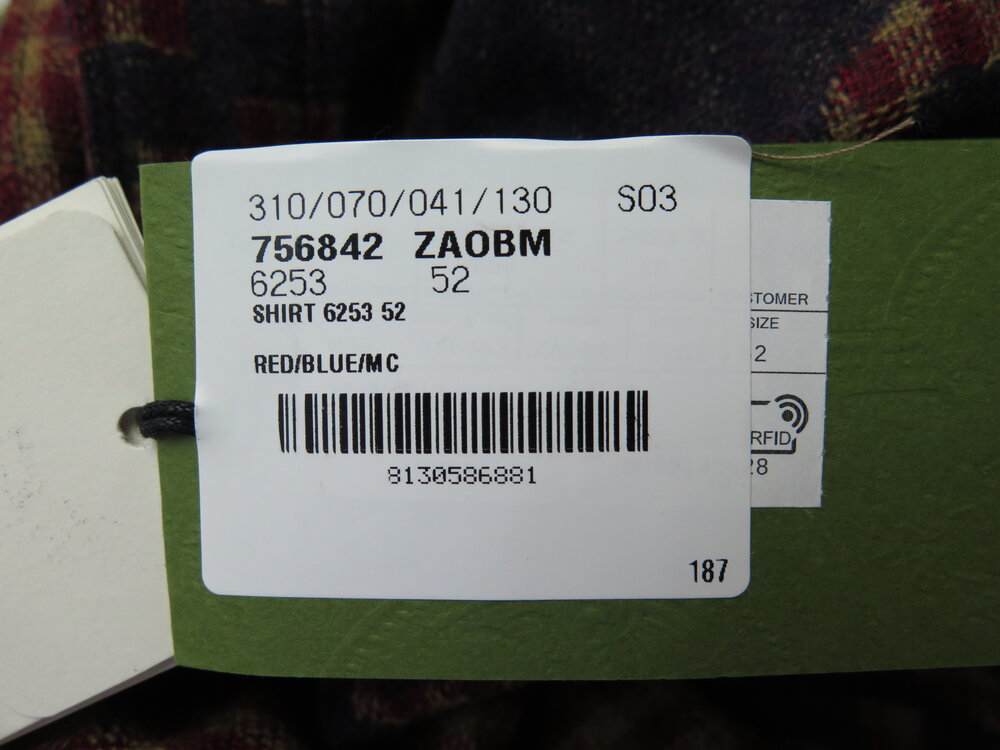 310/070/041/130 S03
756842 ZAOBM
6253 52
SHIRT 6253 52
RED/BLUE/MC
8130586881
187
STOMER
SIZE
2
RFID
28